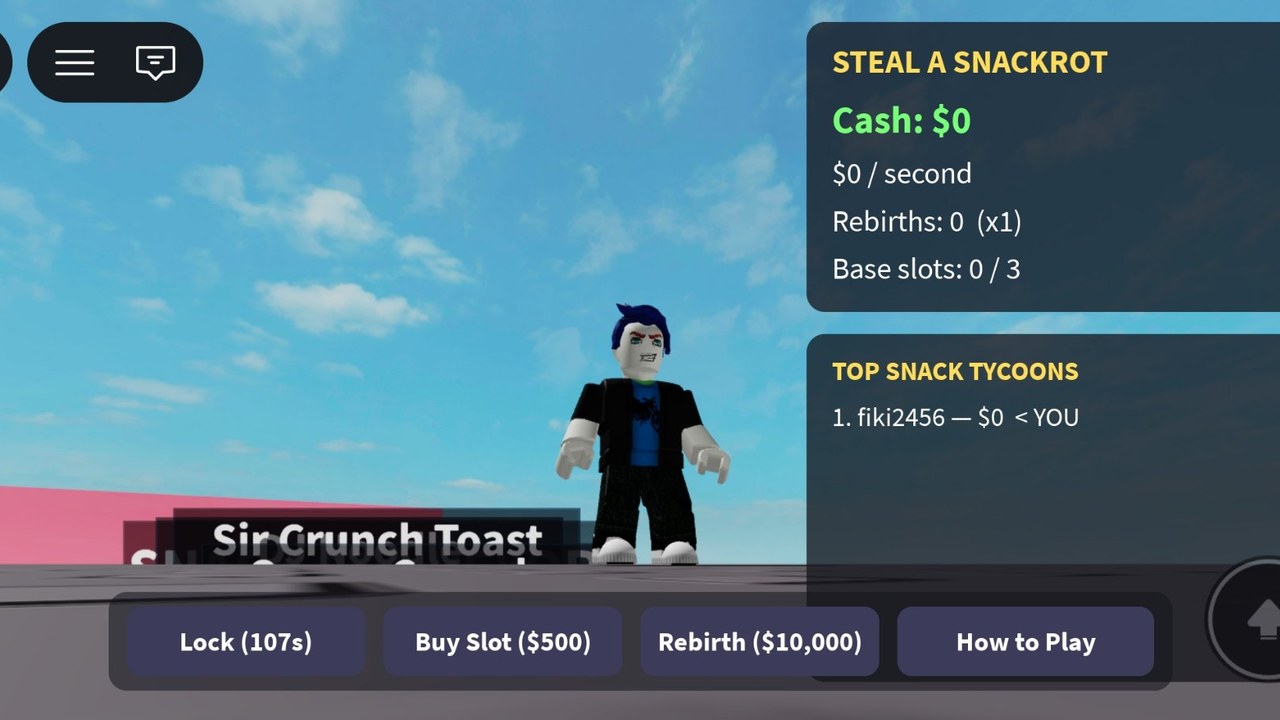 STEAL A SNACKROT
Cash: $0
$0 / second
Rebirths: 0 (x1)
Base slots: 0 / 3
TOP SNACK TYCOONS
1. fiki2456 — $0 < YOU
Sir Crunch Toast
Lock (107s)
Buy Slot ($500)
Rebirth ($10,000)
How to Play